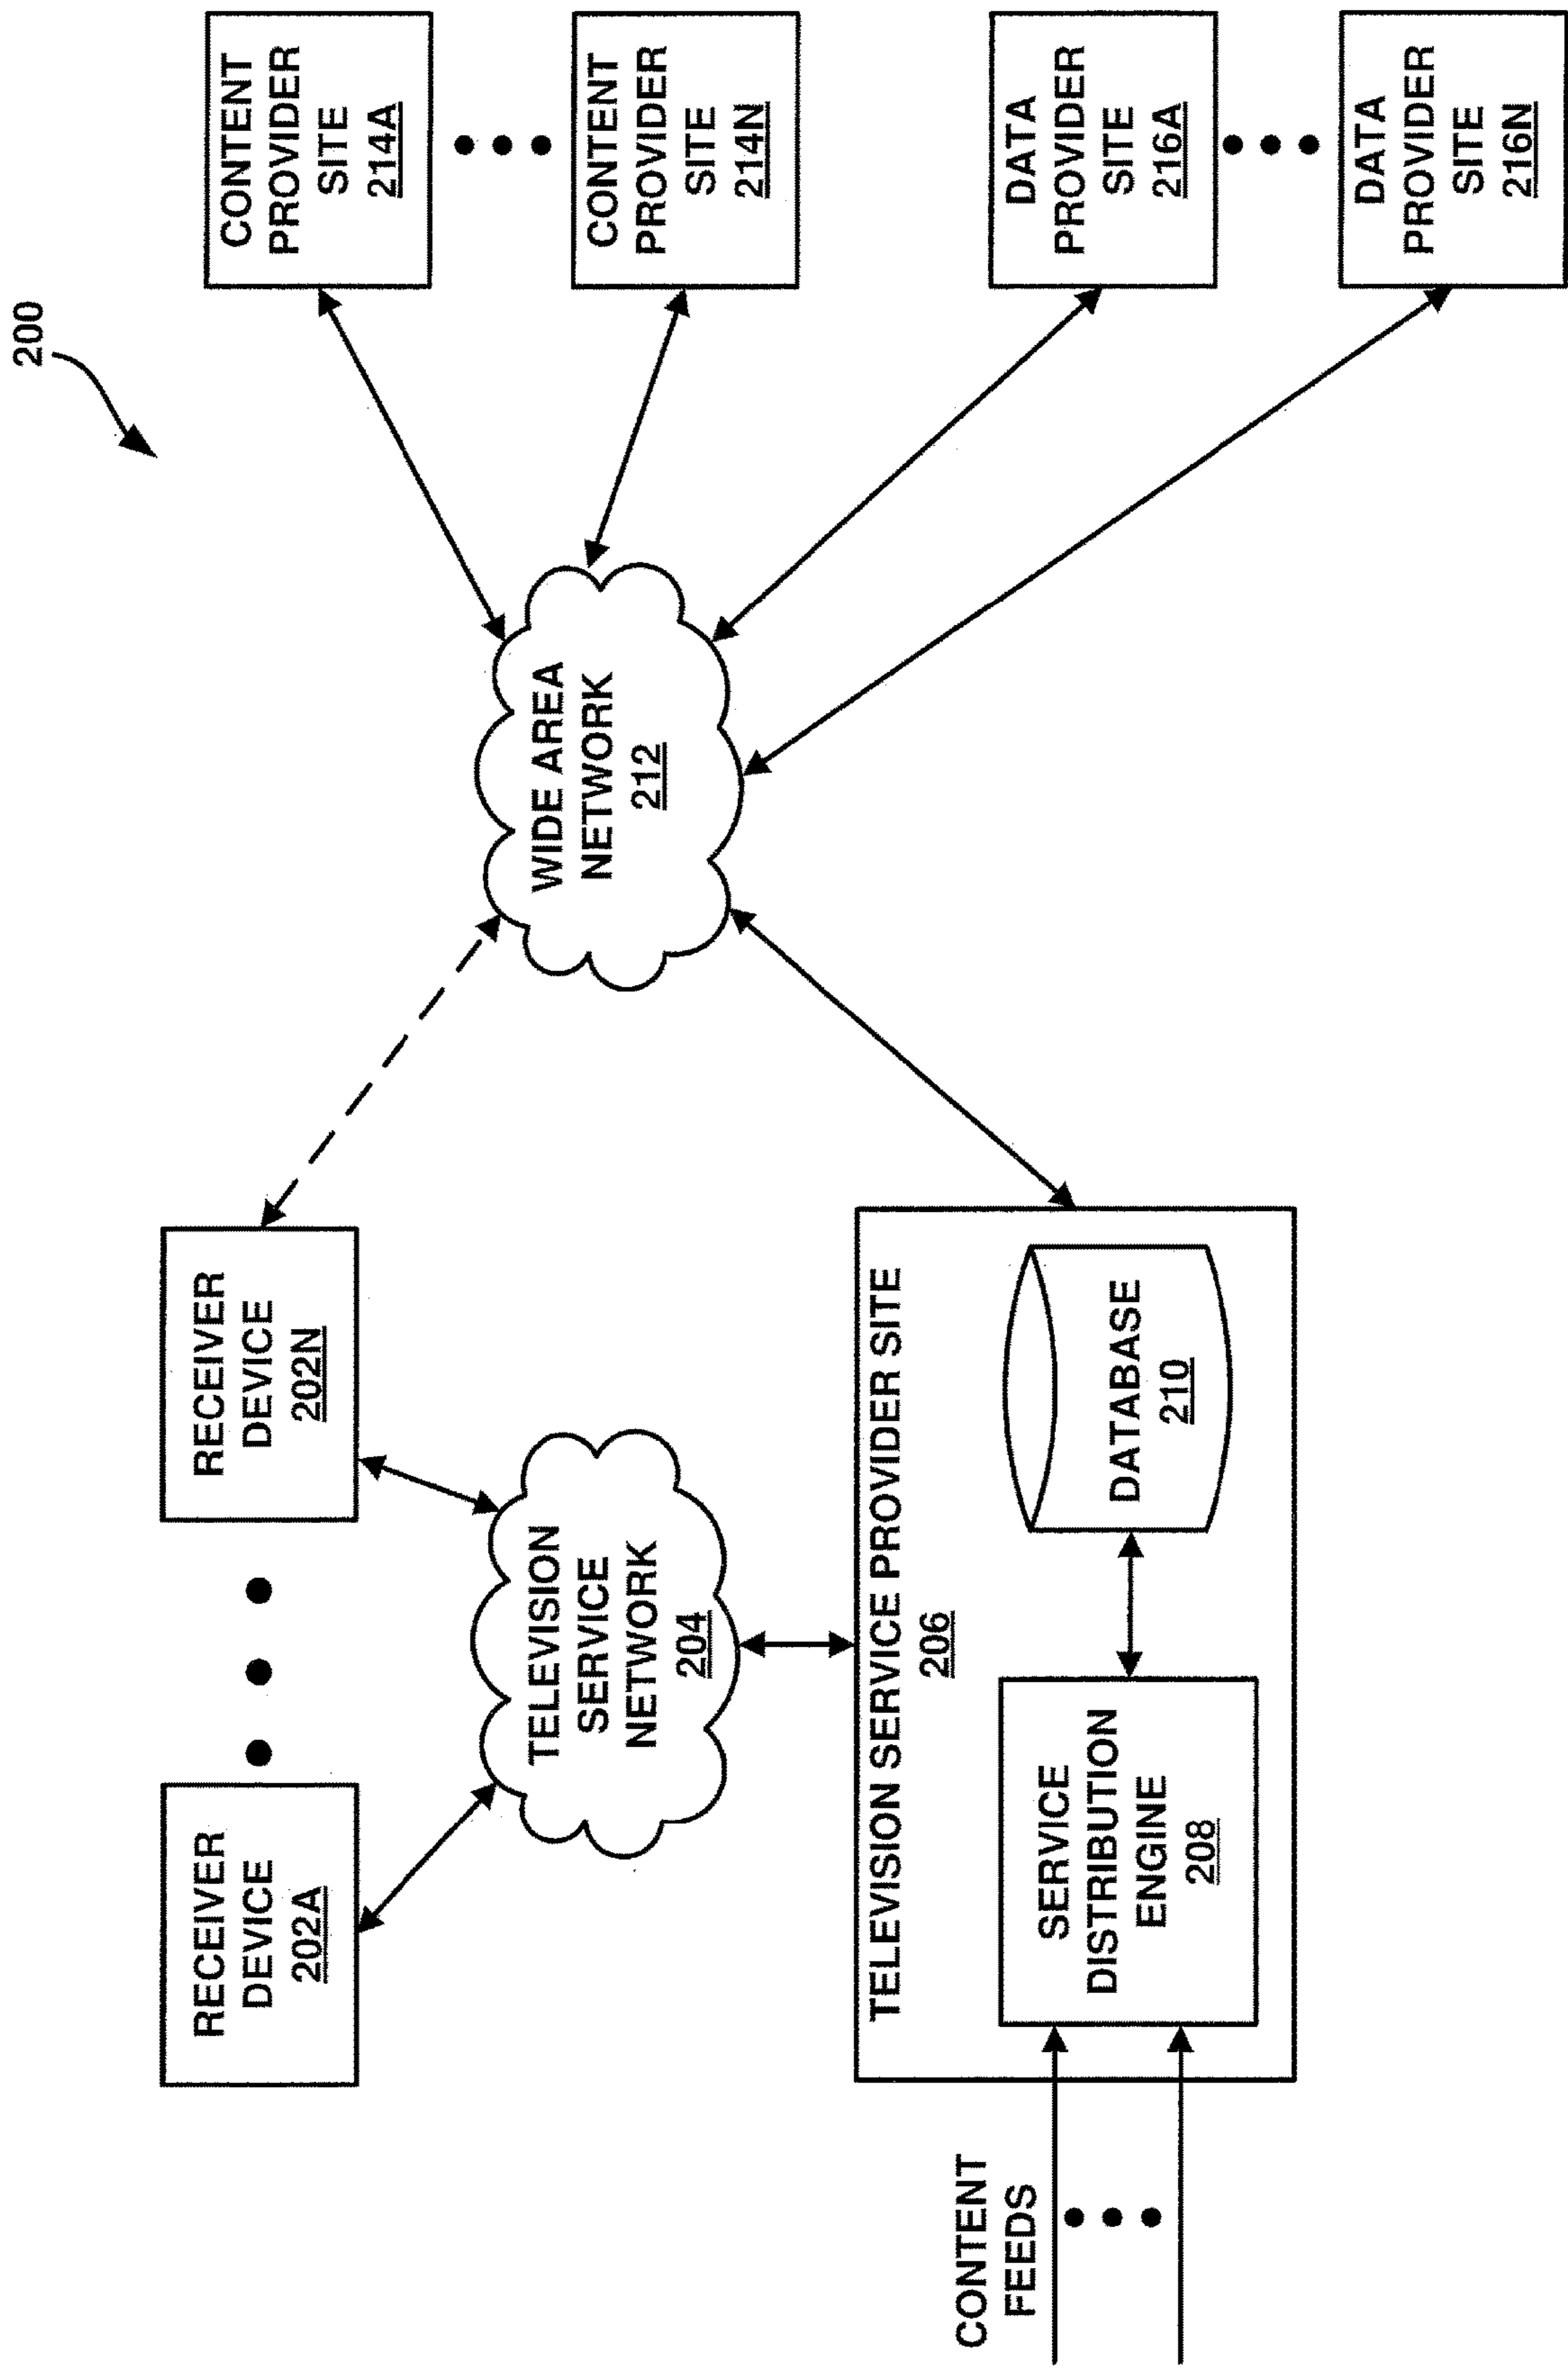 200
RECEIVER
DEVICE
202A
RECEIVER
DEVICE
202N
CONTENT
PROVIDER
SITE
214A
CONTENT
PROVIDER
SITE
214N
TELEVISION
SERVICE
NETWORK
204
WIDE AREA
NETWORK
212
DATA
PROVIDER
SITE
216A
DATA
PROVIDER
SITE
216N
TELEVISION SERVICE PROVIDER SITE
206
CONTENT
FEEDS
SERVICE
DISTRIBUTION
ENGINE
208
DATABASE
210